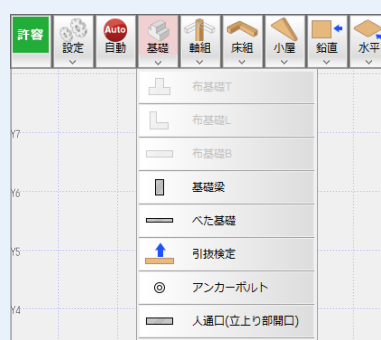 許容
設定
Auto
自動
基礎
軸組
床組
小屋
鉛直
水平
布基礎T
布基礎L
布基礎B
基礎梁
べた基礎
引抜検定
アンカーボルト
人通口(立上り部開口)
Y7
Y6
Y5
Y4